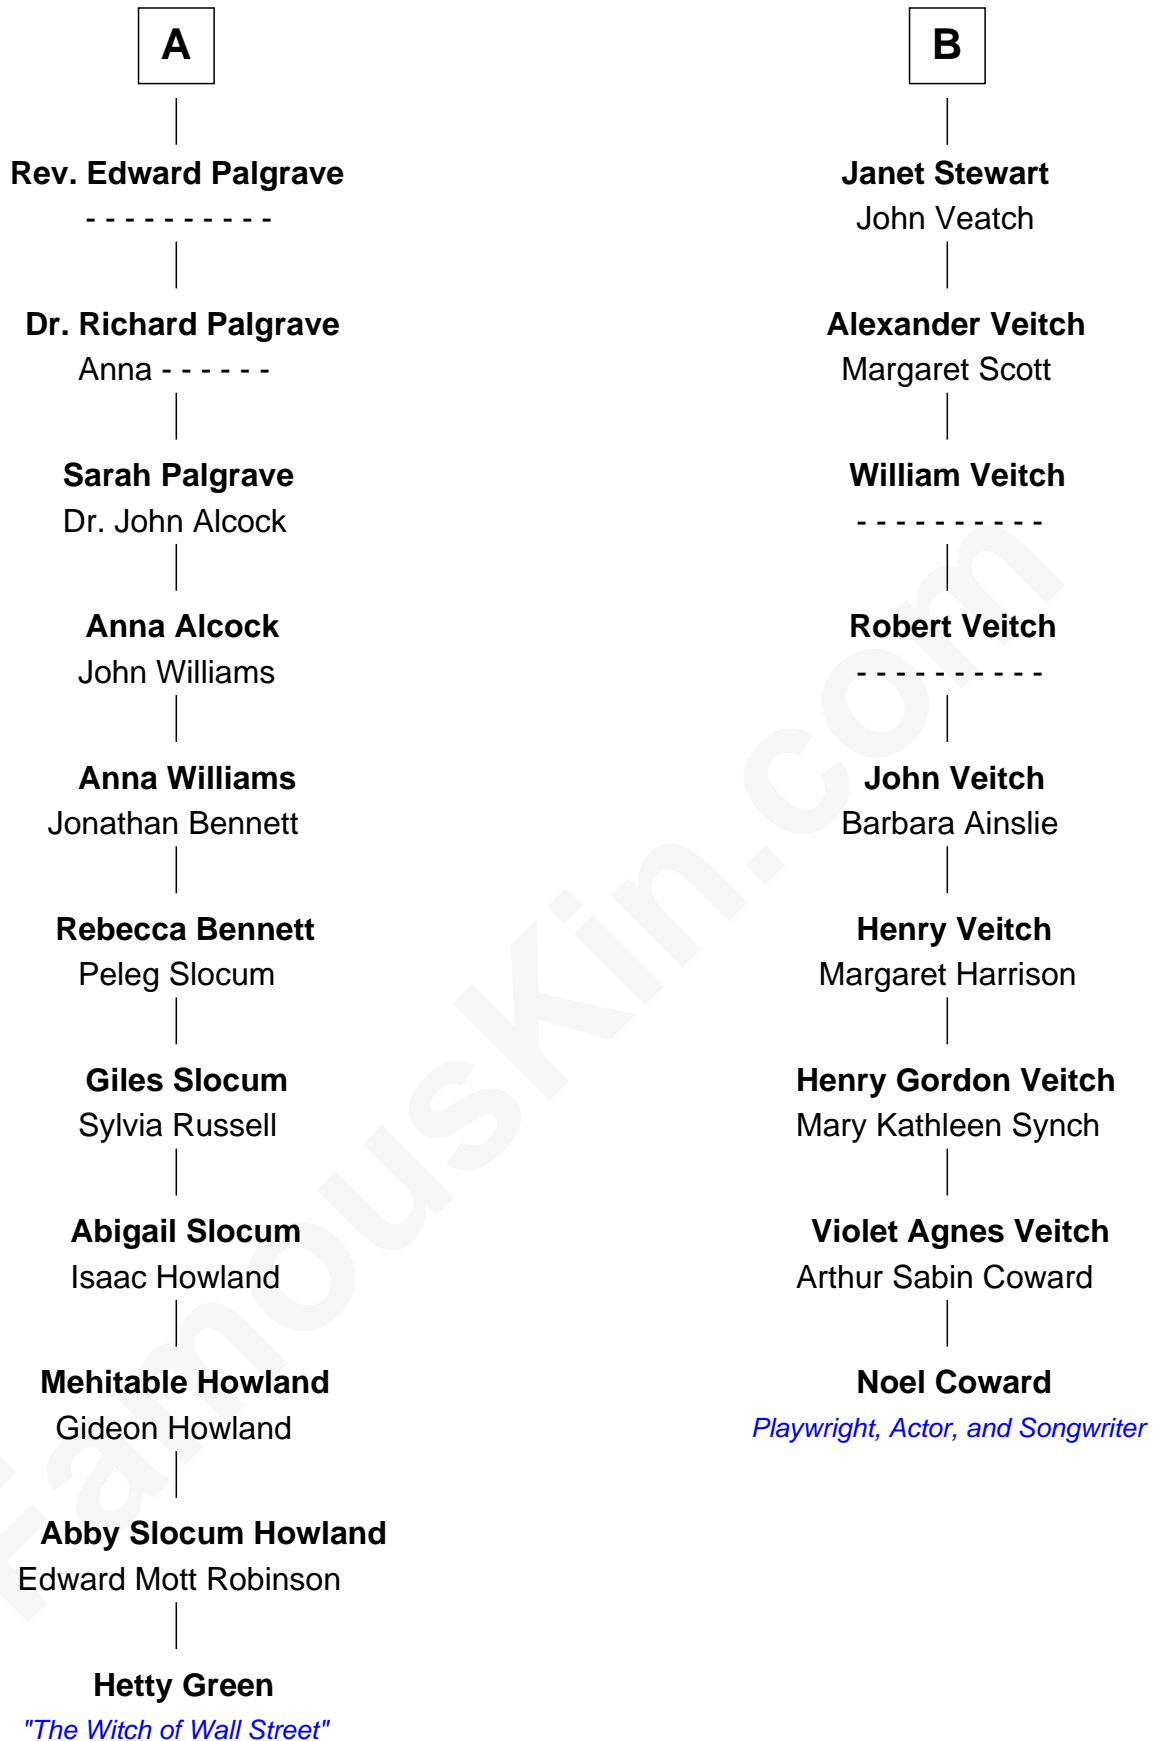 A
Rev. Edward Palgrave
- - - - - - - - - -
Dr. Richard Palgrave
Anna - - - - - -
Sarah Palgrave
Dr. John Alcock
Anna Alcock
John Williams
Anna Williams
Jonathan Bennett
Rebecca Bennett
Peleg Slocum
Giles Slocum
Sylvia Russell
Abigail Slocum
Isaac Howland
Mehitable Howland
Gideon Howland
Abby Slocum Howland
Edward Mott Robinson
Hetty Green
"The Witch of Wall Street"
B
Janet Stewart
John Veatch
Alexander Veitch
Margaret Scott
William Veitch
- - - - - - - - - -
Robert Veitch
- - - - - - - - - -
John Veitch
Barbara Ainslie
Henry Veitch
Margaret Harrison
Henry Gordon Veitch
Mary Kathleen Synch
Violet Agnes Veitch
Arthur Sabin Coward
Noel Coward
Playwright, Actor, and Songwriter
FamousKin.com